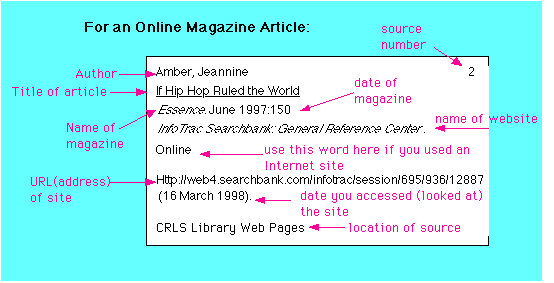 For an Online Magazine Article:
source
number
Author
Amber, Jeannine
2
Title of article
If Hip Hop Ruled the World
date of
magazine
Name of
magazine
Essence. June 1997:150
InfoTrac Searchbank: General Reference Center.
name of website
Online
use this word here if you used an
Internet site
URL(address)
of site
Http://web4.searchbank.com/infotrac/session/695/936/12887
(16 March 1998).
date you accessed (looked at)
the site
CRLS Library Web Pages
location of source